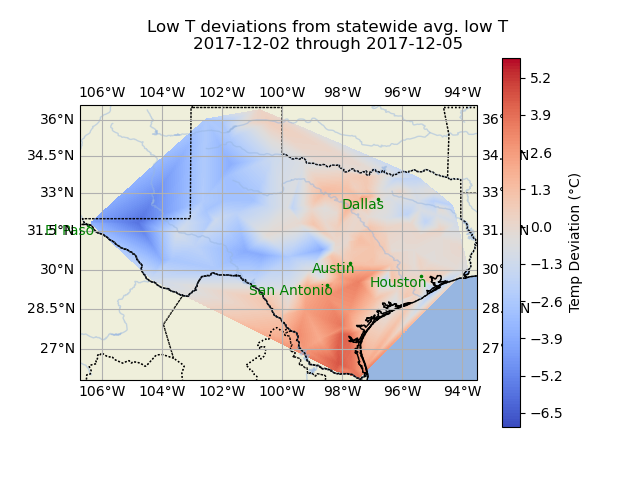 Low T deviations from statewide avg. low T
2017-12-02 through 2017-12-05
106°W 104°W 102°W 100°W 98°W 96°W 94°W
36°N 36°
34.5°N 34. N
33°N 33°
31.5°N 31. N
30°N 30°
28.5°N 28. N
27°N 27°
El Paso
Dallas
Austin
San Antonio
Houston
106°W 104°W 102°W 100°W 98°W 96°W 94°W
5.2
3.9
2.6
1.3
0.0
−1.3
−2.6
−3.9
−5.2
−6.5
Temp Deviation (°C)